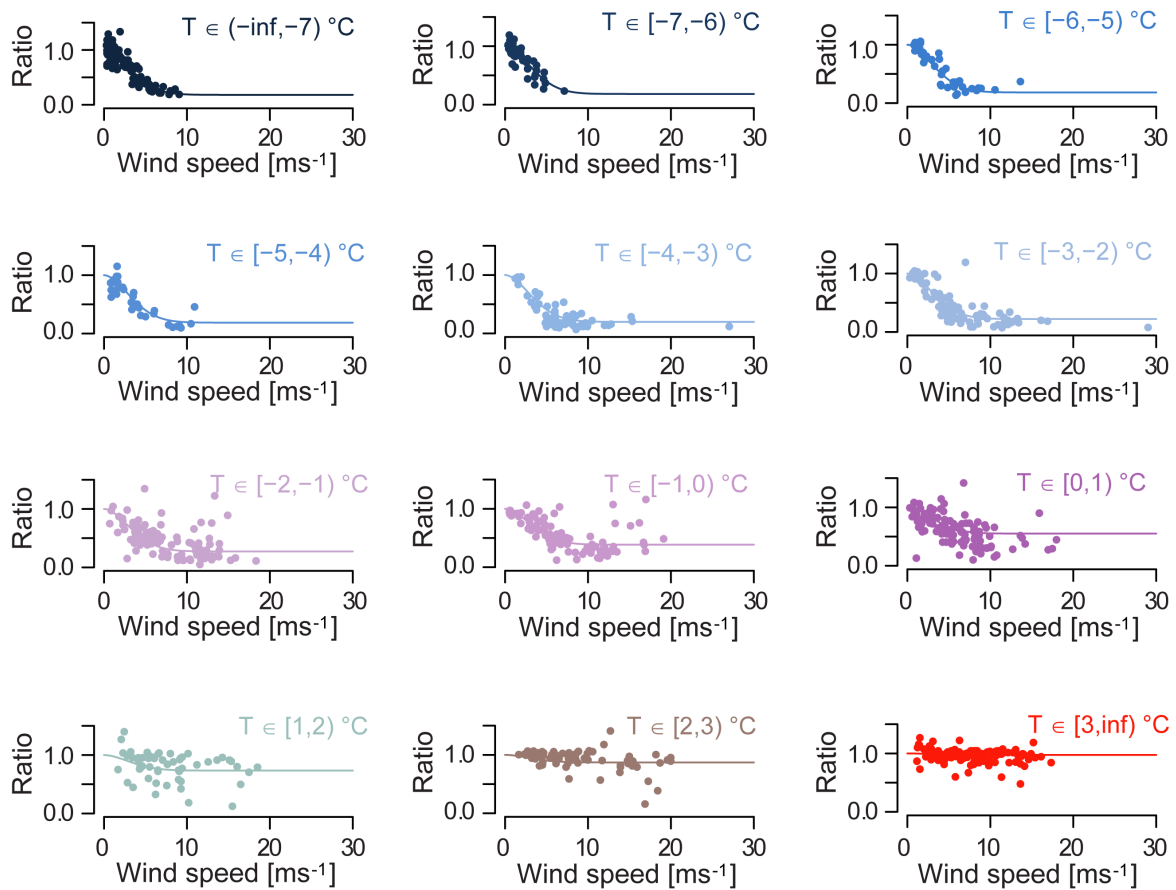 T ∈ (−inf,−7) °C
Ratio
1.0
0.0
0 10 20 30
Wind speed [ms-1]
T ∈ [−7,−6) °C
Ratio
1.0
0.0
0 10 20 30
Wind speed [ms-1]
T ∈ [−6,−5) °C
Ratio
1.0
0.0
0 10 20 30
Wind speed [ms-1]
T ∈ [−5,−4) °C
Ratio
1.0
0.0
0 10 20 30
Wind speed [ms-1]
T ∈ [−4,−3) °C
Ratio
1.0
0.0
0 10 20 30
Wind speed [ms-1]
T ∈ [−3,−2) °C
Ratio
1.0
0.0
0 10 20 30
Wind speed [ms-1]
T ∈ [−2,−1) °C
Ratio
1.0
0.0
0 10 20 30
Wind speed [ms-1]
T ∈ [−1,0) °C
Ratio
1.0
0.0
0 10 20 30
Wind speed [ms-1]
T ∈ [0,1) °C
Ratio
1.0
0.0
0 10 20 30
Wind speed [ms-1]
T ∈ [1,2) °C
Ratio
1.0
0.0
0 10 20 30
Wind speed [ms-1]
T ∈ [2,3) °C
Ratio
1.0
0.0
0 10 20 30
Wind speed [ms-1]
T ∈ [3,inf) °C
Ratio
1.0
0.0
0 10 20 30
Wind speed [ms-1]